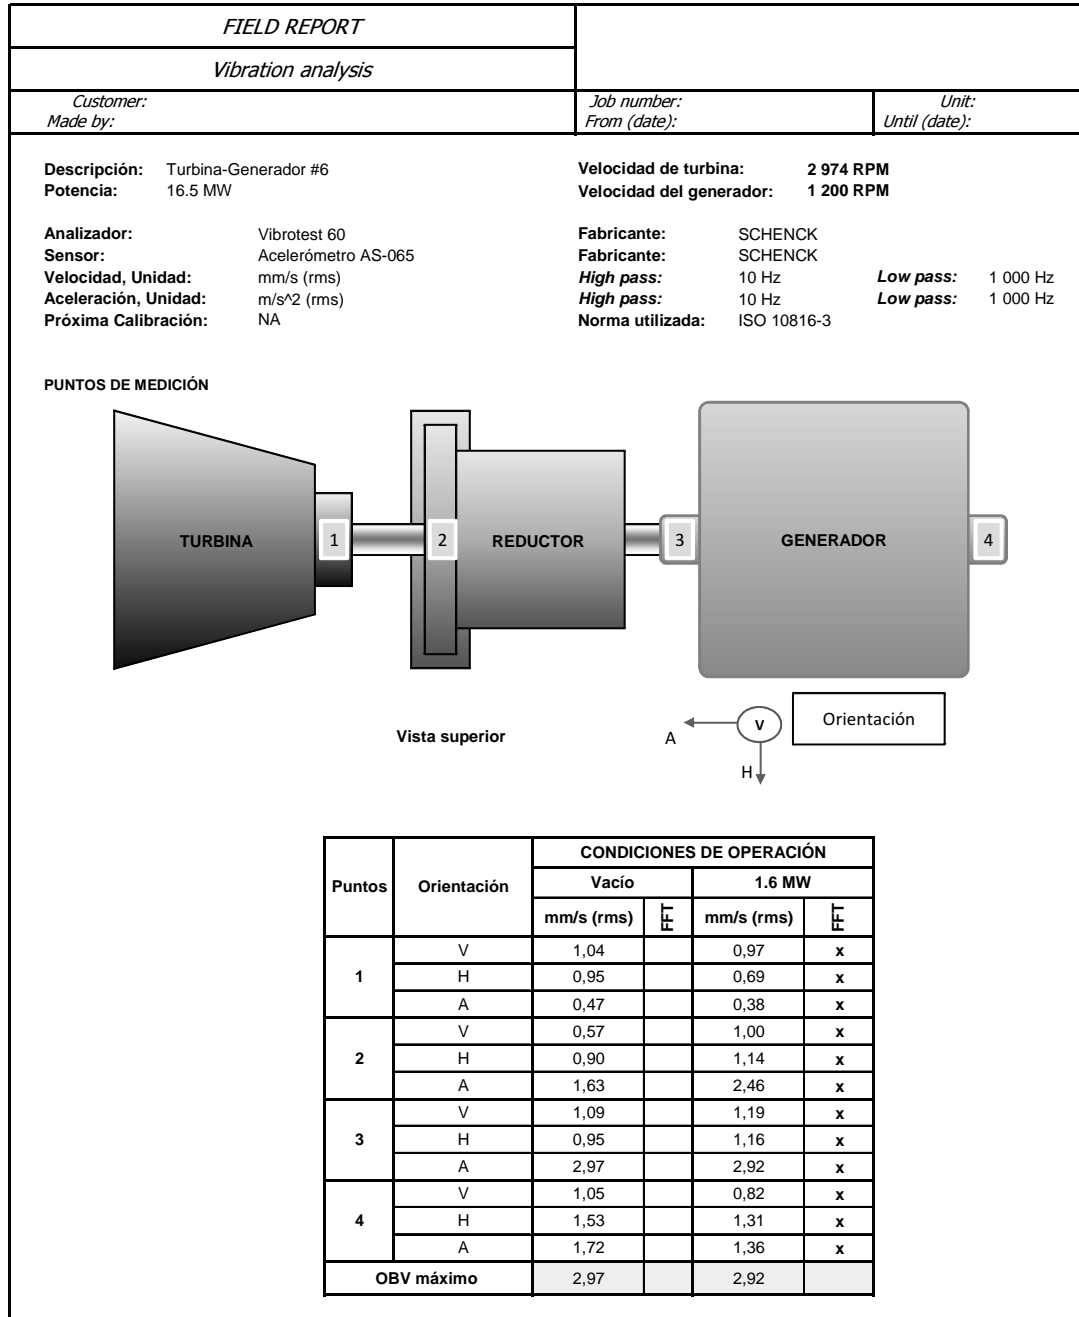 FIELD REPORT
Vibration analysis
Customer:
Made by:
Job number:
From (date):
Unit:
Until (date):
Descripción: Turbina-Generador #6
Potencia: 16.5 MW
Velocidad de turbina: 2 974 RPM
Velocidad del generador: 1 200 RPM
Analizador: Vibrotest 60 Fabricante: SCHENCK
Sensor: Acelerómetro AS-065 Fabricante: SCHENCK
Velocidad, Unidad: mm/s (rms) High pass: 10 Hz Low pass: 1 000 Hz
Aceleración, Unidad: m/s^2 (rms) High pass: 10 Hz Low pass: 1 000 Hz
Próxima Calibración: NA Norma utilizada: ISO 10816-3
PUNTOS DE MEDICIÓN
TURBINA 1 2 REDUCTOR 3 GENERADOR 4
Vista superior
A V Orientación
H
CONDICIONES DE OPERACIÓN
Puntos Orientación Vacío 1.6 MW
mm/s (rms) FFT mm/s (rms) FFT
1 V 1,04 0,97 x
H 0,95 0,69 x
A 0,47 0,38 x
2 V 0,57 1,00 x
H 0,90 1,14 x
A 1,63 2,46 x
3 V 1,09 1,19 x
H 0,95 1,16 x
A 2,97 2,92 x
4 V 1,05 0,82 x
H 1,53 1,31 x
A 1,72 1,36 x
OBV máximo 2,97 2,92